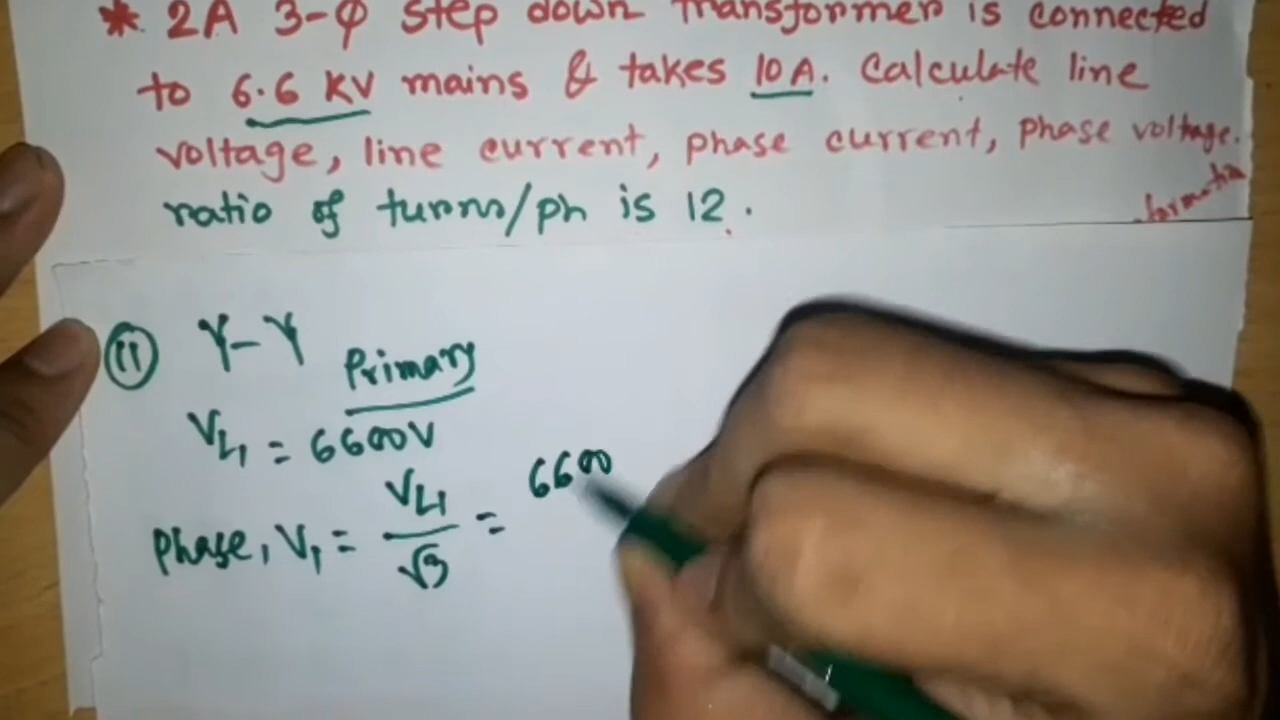 * 2A 3-φ step down transformer is connected
to 6.6 KV mains & takes 10A. Calculate line
voltage, line current, phase current, phase voltage.
ratio of turns/ph is 12.
(11) Y-Y
Primary
VL1 = 6600V
Phase, V1 = VL1/√3 = 6600